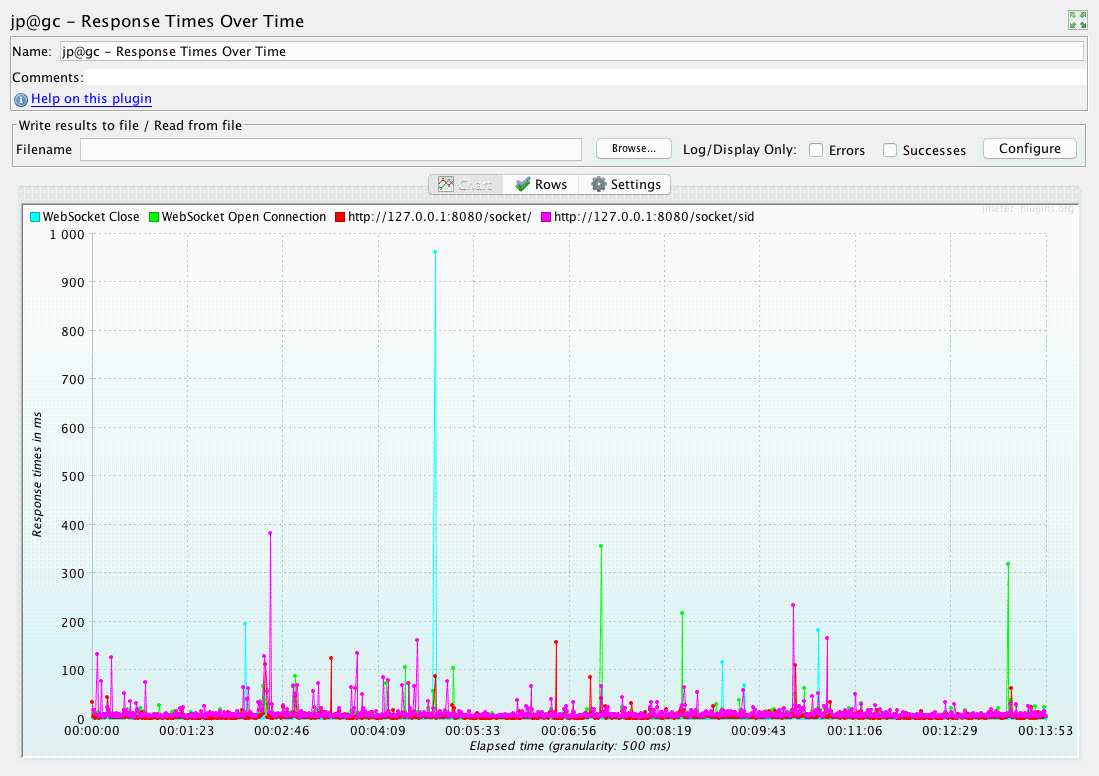 jp@gc - Response Times Over Time
Name: jp@gc - Response Times Over Time
Comments:
Help on this plugin
Write results to file / Read from file
Filename Browse... Log/Display Only: Errors Successes Configure
Chart Rows Settings
WebSocket Close WebSocket Open Connection http://127.0.0.1:8080/socket/ http://127.0.0.1:8080/socket/sid
jmeter-plugins.org
1 000
900
800
700
600
500
400
300
200
100
0
Response times in ms
00:00:00 00:01:23 00:02:46 00:04:09 00:05:33 00:06:56 00:08:19 00:09:43 00:11:06 00:12:29 00:13:53
Elapsed time (granularity: 500 ms)